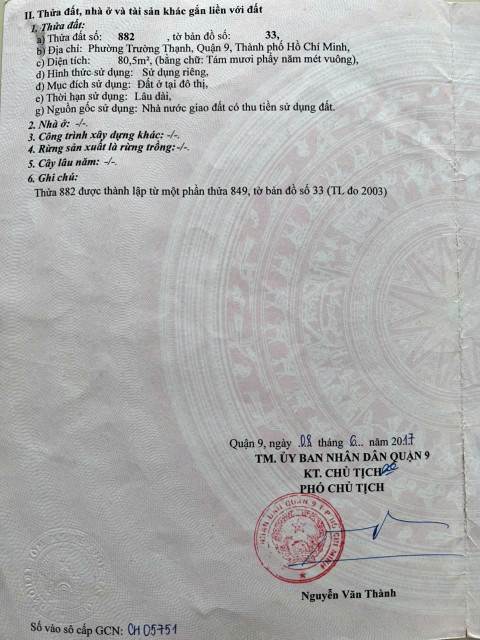 II. Thửa đất, nhà ở và tài sản khác gắn liền với đất
1. Thửa đất:
a) Thửa đất số: 882 , tờ bản đồ số: 33,
b) Địa chỉ: Phường Trường Thạnh, Quận 9, Thành phố Hồ Chí Minh,
c) Diện tích: 80,5m², (bằng chữ: Tám mươi phẩy năm mét vuông),
d) Hình thức sử dụng: Sử dụng riêng,
đ) Mục đích sử dụng: Đất ở tại đô thị,
e) Thời hạn sử dụng: Lâu dài,
g) Nguồn gốc sử dụng: Nhà nước giao đất có thu tiền sử dụng đất.
2. Nhà ở: -/-.
3. Công trình xây dựng khác: -/-.
4. Rừng sản xuất là rừng trồng:-/-.
5. Cây lâu năm: -/-.
6. Ghi chú:
Thửa 882 được thành lập từ một phần thửa 849, tờ bản đồ số 33 (TL đo 2003)
Quận 9, ngày 08 tháng 6... năm 2017
TM. ỦY BAN NHÂN DÂN QUẬN 9
KT. CHỦ TỊCH
PHÓ CHỦ TỊCH
NHÂN DÂN QUẬN 9 T.P HỒ CHÍ MINH
Nguyễn Văn Thành
Số vào sổ cấp GCN: CH 05751